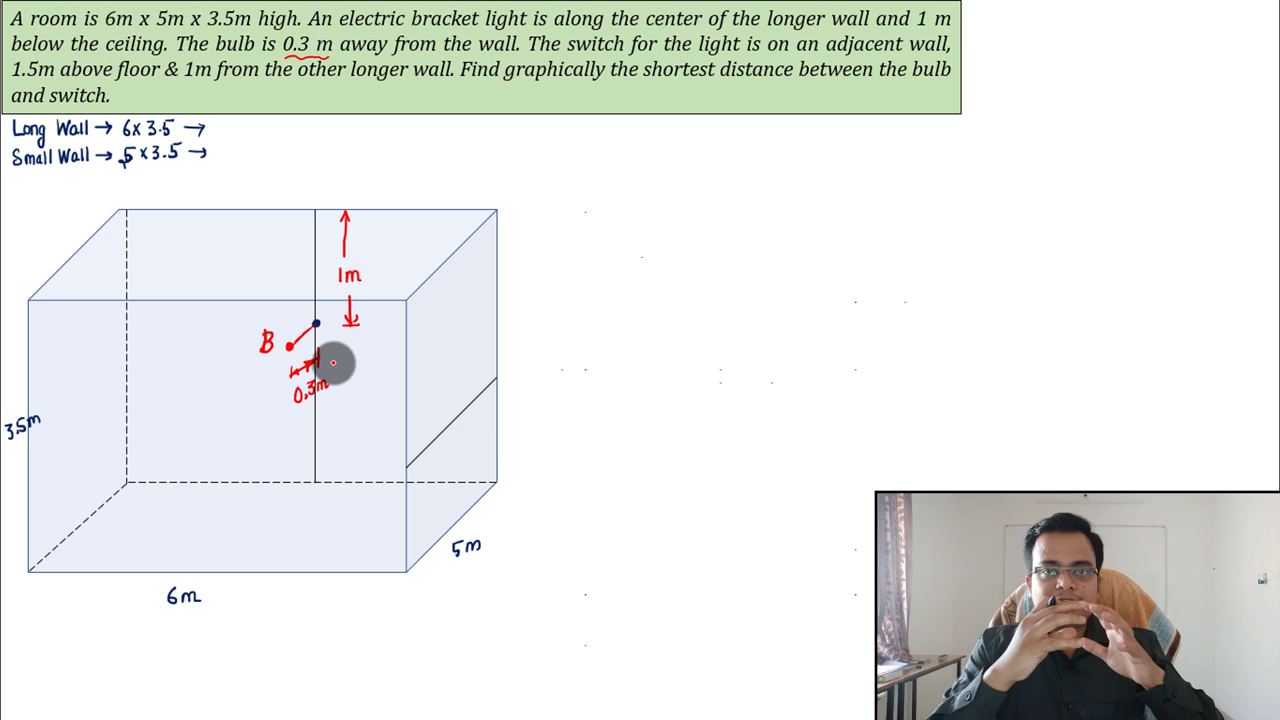 A room is 6m x 5m x 3.5m high. An electric bracket light is along the center of the longer wall and 1 m
below the ceiling. The bulb is 0.3 m away from the wall. The switch for the light is on an adjacent wall,
1.5m above floor & 1m from the other longer wall. Find graphically the shortest distance between the bulb
and switch.
Long Wall → 6x3.5 →
Small Wall → 5x3.5 →
1m
B
0.3m
3.5m
5m
6m